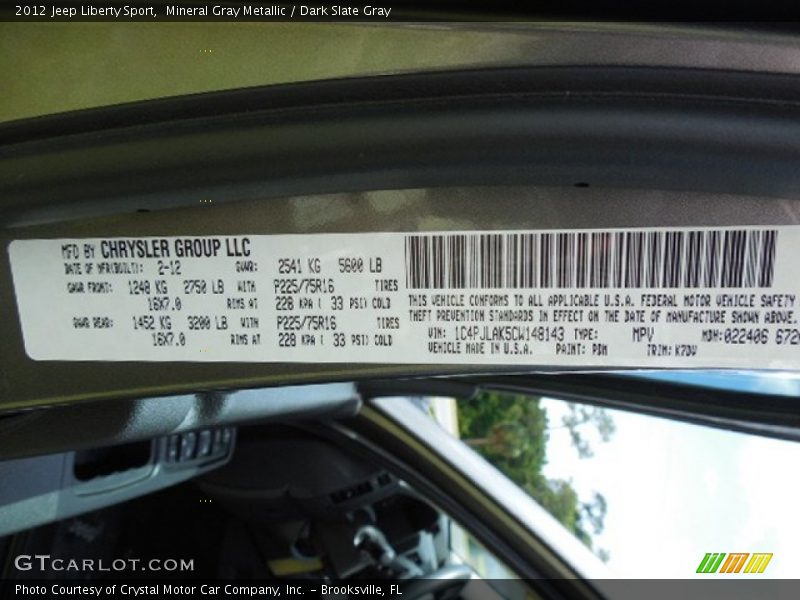 2012 Jeep Liberty Sport,  Mineral Gray Metallic / Dark Slate Gray
MFD BY CHRYSLER GROUP LLC
DATE OF MFR(BUILT): 2-12 GVWR: 2541 KG 5600 LB
GAWR FRONT: 1248 KG 2750 LB WITH P225/75R16 TIRES
16X7.0 RIMS AT 228 KPA ( 33 PSI) COLD
GAWR REAR: 1452 KG 3200 LB WITH P225/75R16 TIRES
16X7.0 RIMS AT 228 KPA ( 33 PSI) COLD
THIS VEHICLE CONFORMS TO ALL APPLICABLE U.S.A. FEDERAL MOTOR VEHICLE SAFETY
THEFT PREVENTION STANDARDS IN EFFECT ON THE DATE OF MANUFACTURE SHOWN ABOVE.
VIN: 1C4PJLAK5CW148143 TYPE: MPV MDH:022406 672
VEHICLE MADE IN U.S.A. PAINT: PDM TRIM: K7DV
GTCARLOT.COM
Photo Courtesy of Crystal Motor Car Company, Inc. – Brooksville, FL